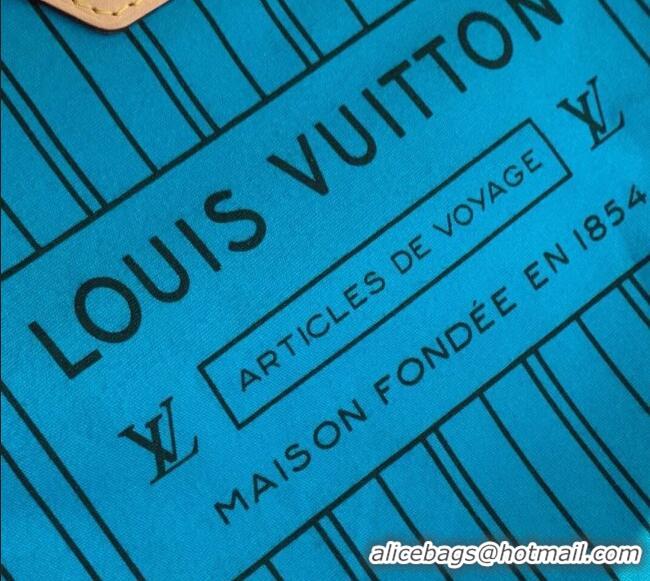 LOUIS VUITTON
LV ARTICLES DE VOYAGE LV
MAISON FONDÉE EN 1854
alicebags@hotmail.com